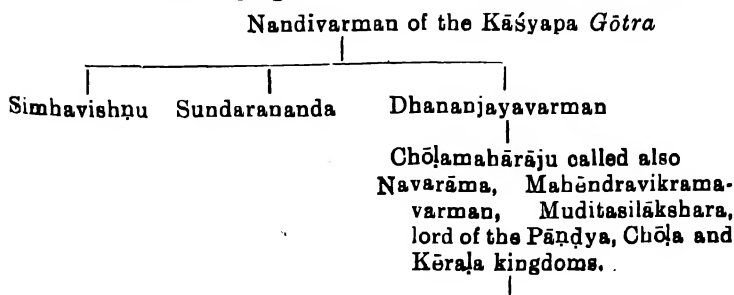 Nandivarman of the Kāśyapa Gōtra
Simhavishṇu Sundarananda Dhananjayavarman
Chōḷamahārāju called also
Navarāma, Mahēndravikrama-
varman, Muditasilākshara,
lord of the Pāṇḍya, Chōḷa and
Kēraḷa kingdoms.